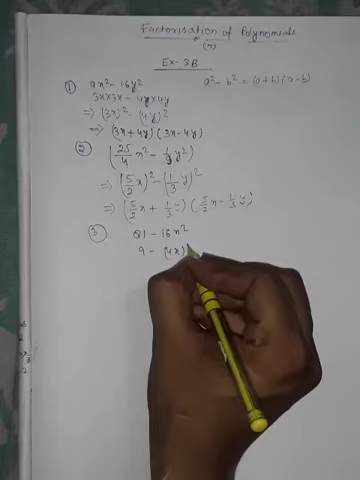 Factorisation of Polynomials
Ex-3B
a² - b² = (a+b)(a-b)
① 9x² - 16y²
3x×3x - 4y×4y
⇒ (3x)² - (4y)²
⇒ (3x+4y)(3x-4y)
② (25/4 x² - 1/9 y²)
⇒ (5/2 x)² - (1/3 y)²
⇒ (5/2 x + 1/3 y)(5/2 x - 1/3 y)
③ 81 - 16x²
9 - (4x)